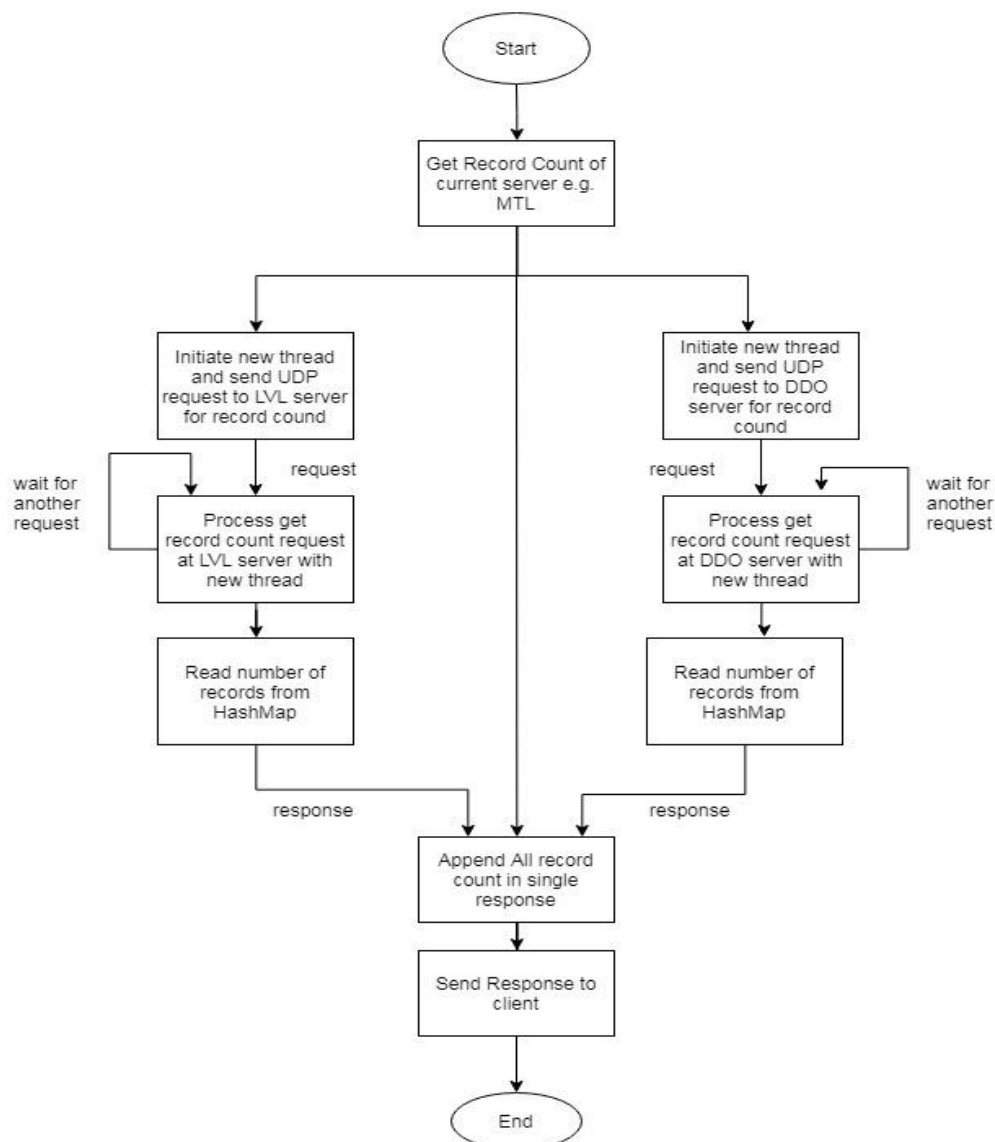 Start
Get Record Count of
current server e.g.
MTL
Initiate new thread
and send UDP
request to LVL server
for record cound
Initiate new thread
and send UDP
request to DDO
server for record
cound
request
request
wait for
another
request
wait for
another
request
Process get
record count request
at LVL server with
new thread
Process get
record count request
at DDO server with
new thread
Read number of
records from
HashMap
Read number of
records from
HashMap
response
response
Append All record
count in single
response
Send Response to
client
End